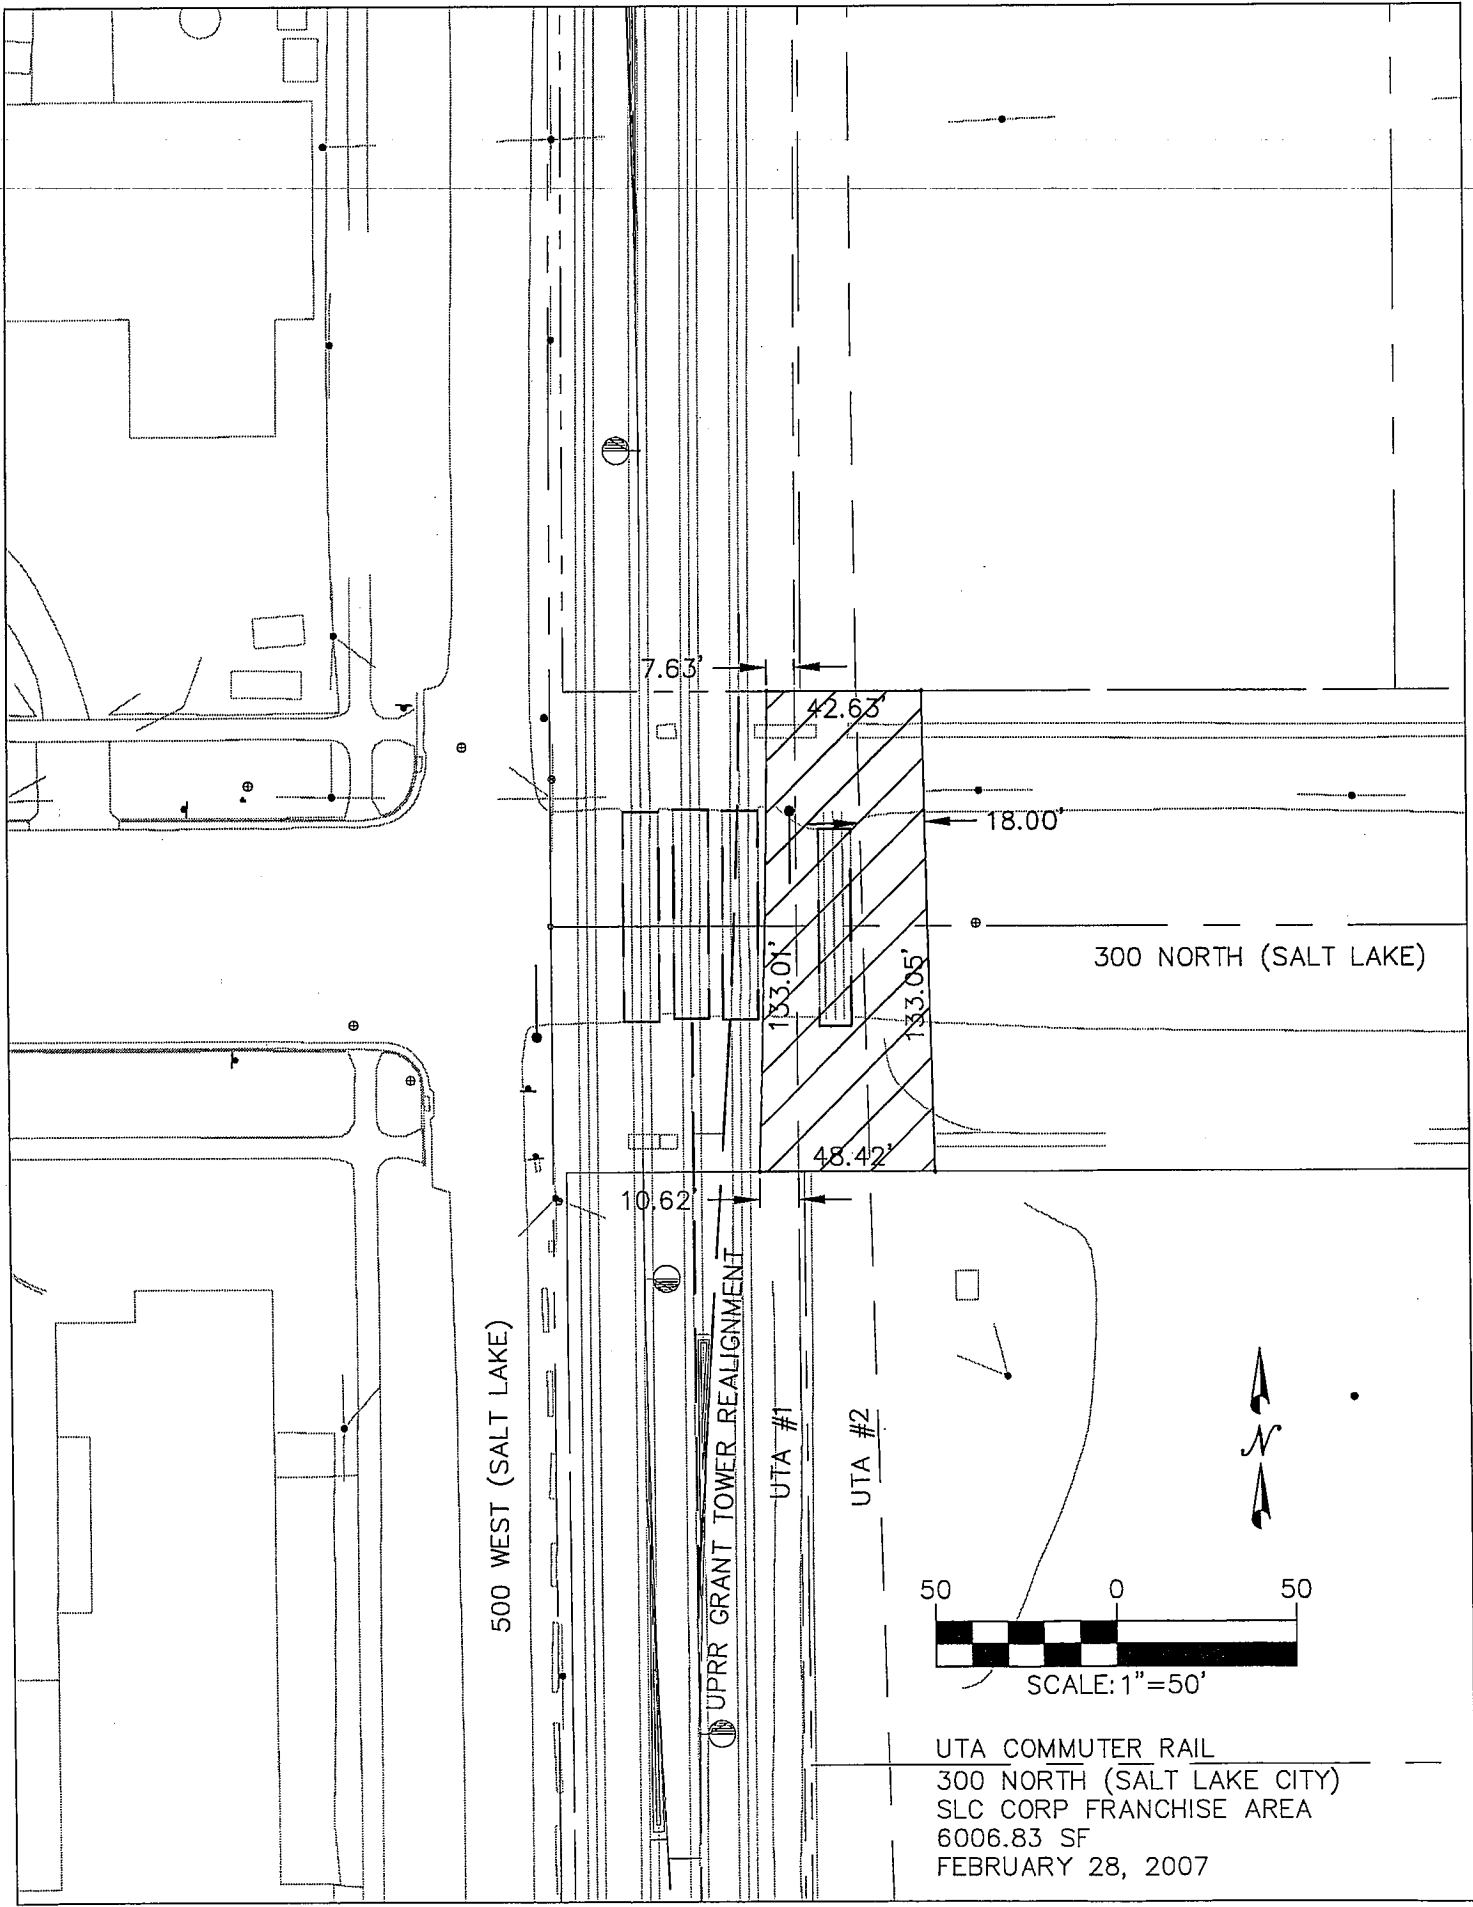 7.63'
42.63'
18.00'
300 NORTH (SALT LAKE)
133.01'
133.05'
48.42'
10.62'
500 WEST (SALT LAKE)
UPRR GRANT TOWER REALIGNMENT
UTA #1
UTA #2
N
50 0 50
SCALE: 1"=50'
UTA COMMUTER RAIL
300 NORTH (SALT LAKE CITY)
SLC CORP FRANCHISE AREA
6006.83 SF
FEBRUARY 28, 2007